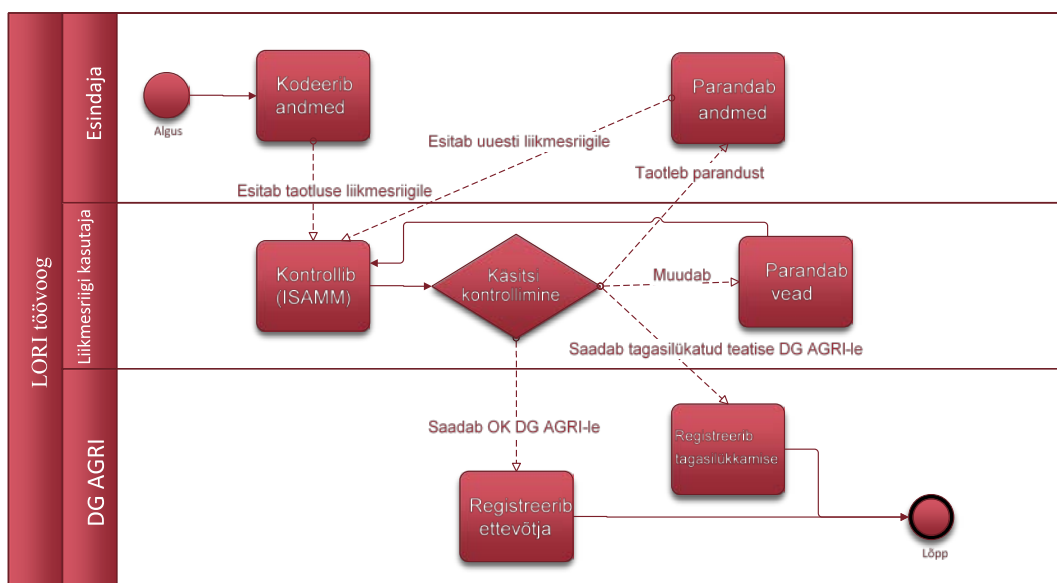 LORI töövoog
Esindaja
Algus
Kodeerib
andmed
Parandab
andmed
Esitab uuesti liikmesriigile
Taotleb parandust
Esitab taotluse liikmesriigile
Liikmesriigi kasutaja
Kontrollib
(ISAMM)
Kasitsi
kontrollimine
Muudab
Parandab
vead
Saadab tagasilükatud teatise DG AGRI-le
DG AGRI
Saadab OK DG AGRI-le
Registreerib
tagasilükkamise
Registreerib
ettevõtja
Lõpp